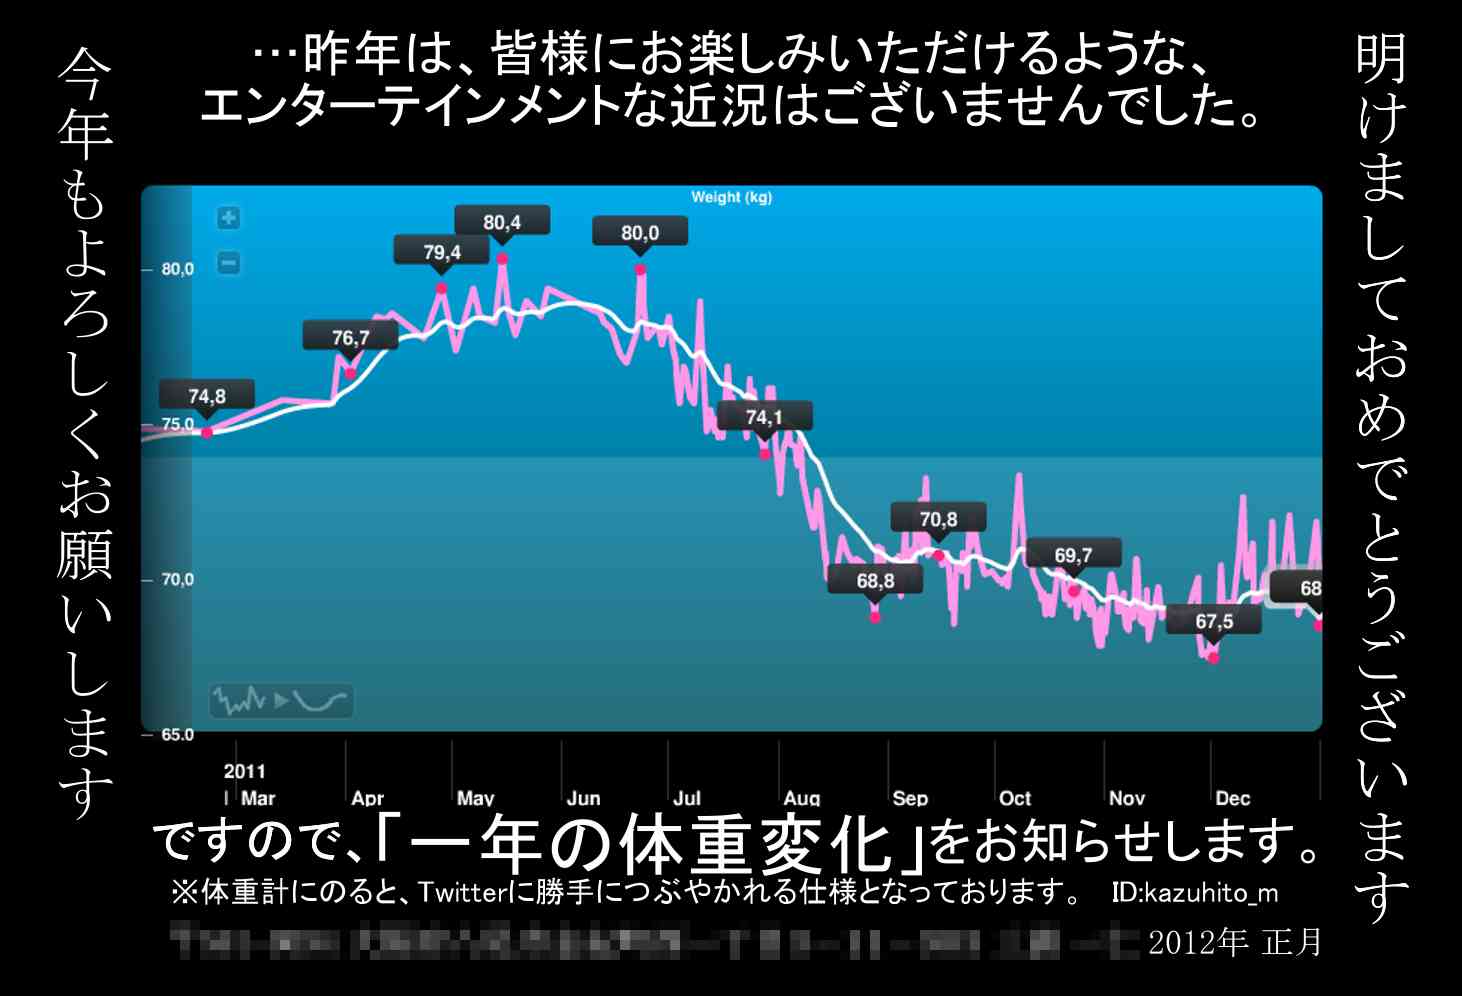 明けましておめでとうございます
…昨年は、皆様にお楽しみいただけるような、
エンターテインメントな近況はございませんでした。
Weight (kg)
80,4
80,0
79,4
80,0
76,7
74,8
75.0
74,1
70,8
69,7
68,8
70,0
68
67,5
65.0
2011
Mar Apr May Jun Jul Aug Sep Oct Nov Dec
ですので、「一年の体重変化」をお知らせします。
※体重計にのると、Twitterに勝手につぶやかれる仕様となっております。 ID:kazuhito_m
2012年 正月
今年もよろしくお願いします